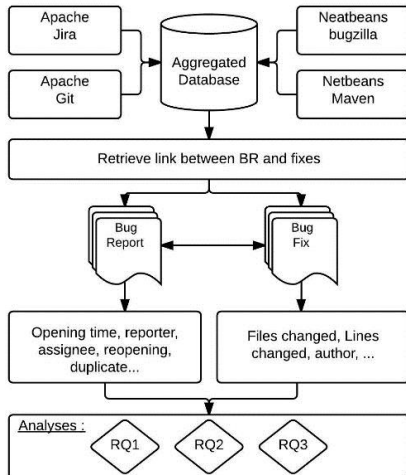 Apache
Jira
Apache
Git
Aggregated
Database
Neatbeans
bugzilla
Netbeans
Maven
Retrieve link between BR and fixes
Bug
Report
Bug
Fix
Opening time, reporter,
assignee, reopening,
duplicate...
Files changed, Lines
changed, author, ...
Analyses :
RQ1
RQ2
RQ3